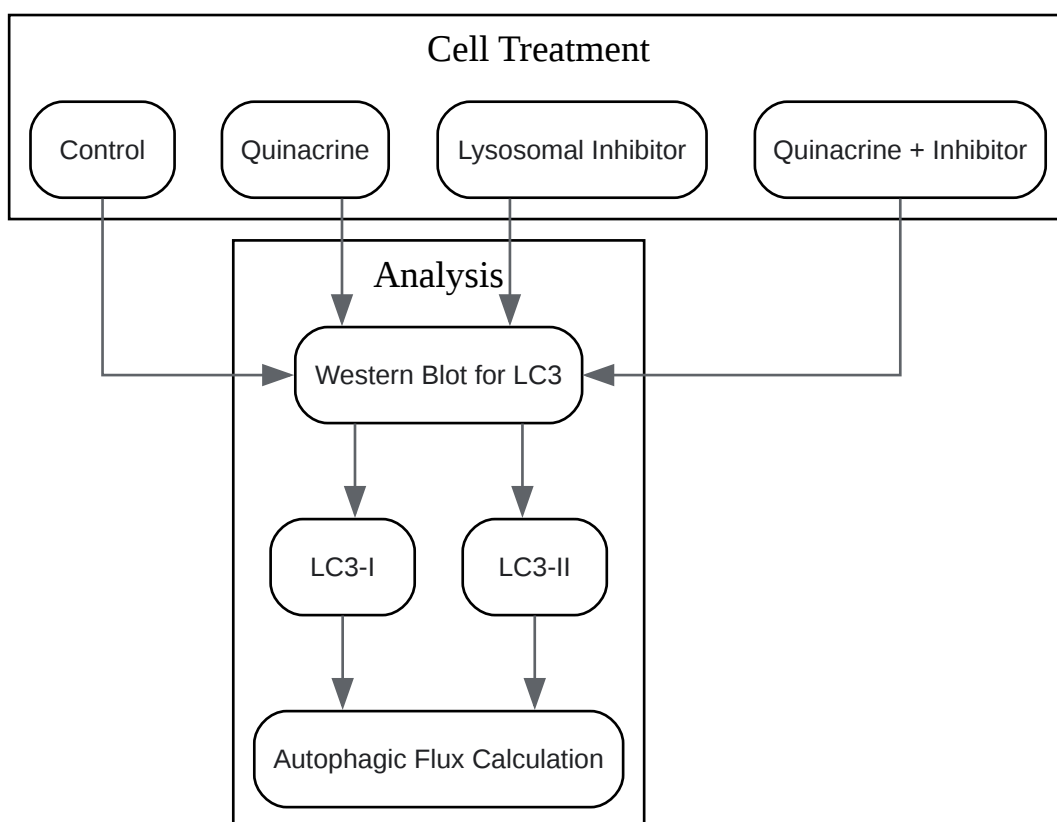 Cell Treatment
Control
Quinacrine
Lysosomal Inhibitor
Quinacrine + Inhibitor
Analysis
Western Blot for LC3
LC3-I
LC3-II
Autophagic Flux Calculation